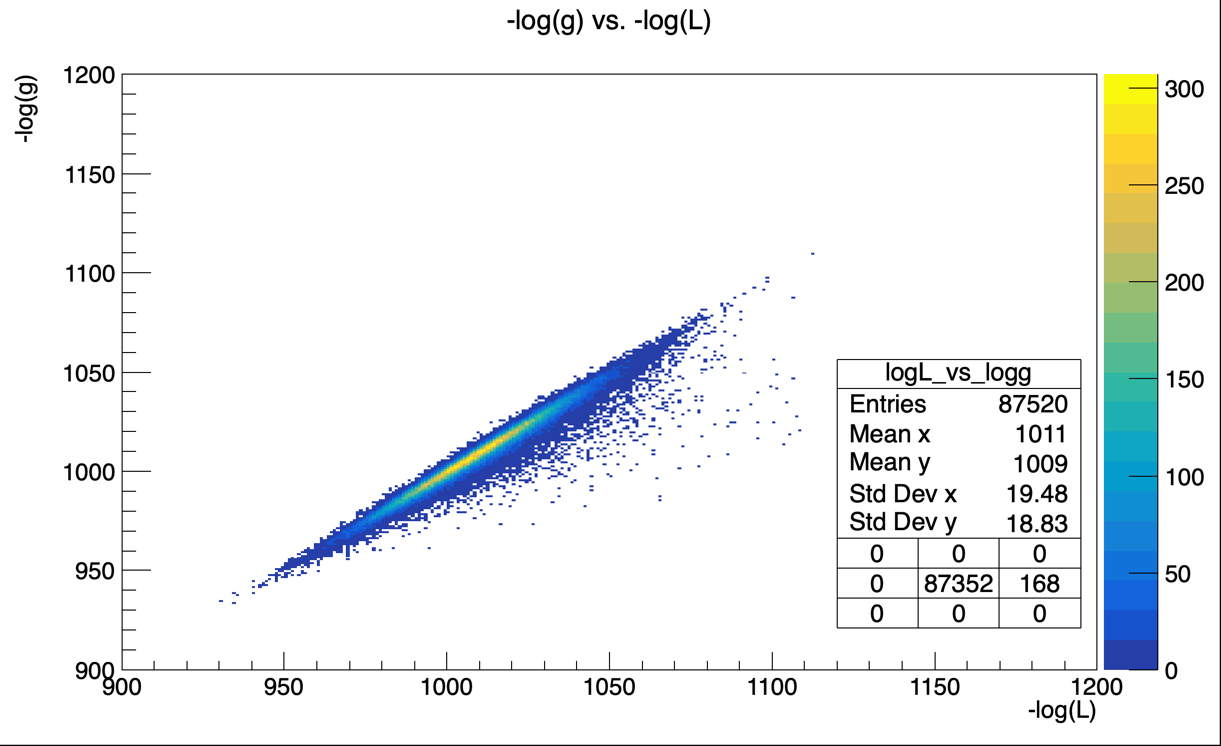 -log(g) vs. -log(L)
-log(g)
1200
1150
1100
1050
1000
950
900
900 950 1000 1050 1100 1150 1200
-log(L)
300
250
200
150
100
50
0
logL_vs_logg
Entries 87520
Mean x 1011
Mean y 1009
Std Dev x 19.48
Std Dev y 18.83
0 0 0
0 87352 168
0 0 0